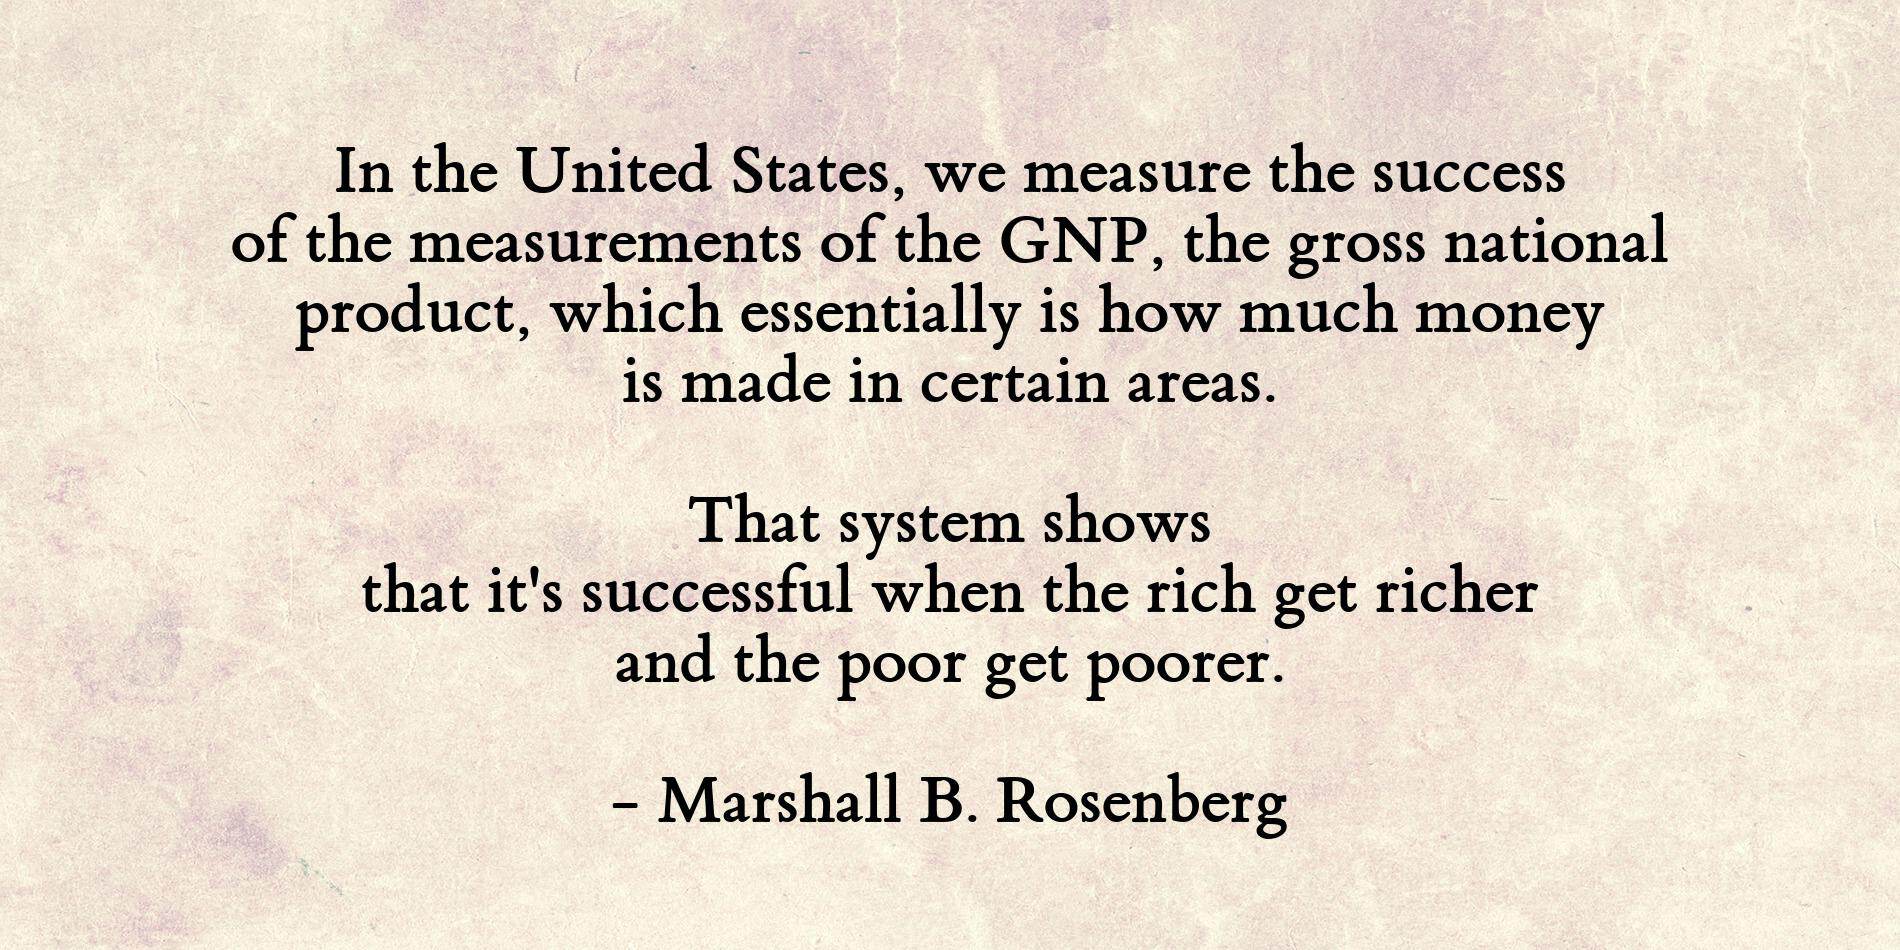 In the United States, we measure the success
of the measurements of the GNP, the gross national
product, which essentially is how much money
is made in certain areas.
That system shows
that it's successful when the rich get richer
and the poor get poorer.
– Marshall B. Rosenberg